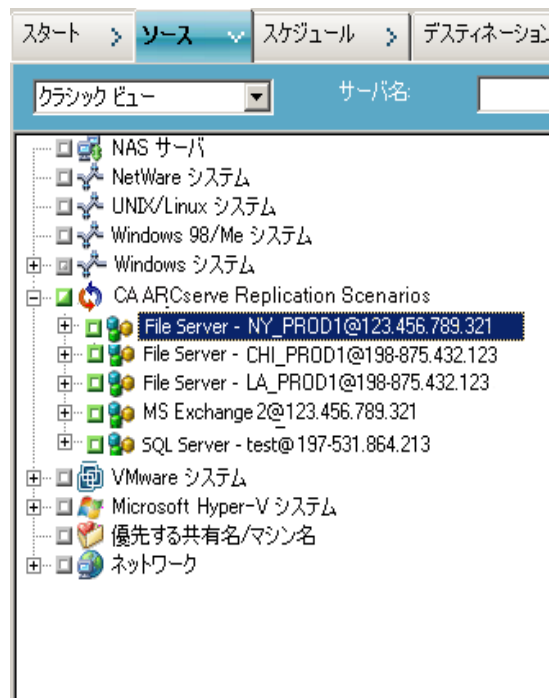 スタート ソース スケジュール デスティネーション
クラシック ビュー サーバ名:
NAS サーバ
NetWare システム
UNIX/Linux システム
Windows 98/Me システム
Windows システム
CA ARCserve Replication Scenarios
File Server - NY_PROD1@123.456.789.321
File Server - CHI_PROD1@198-875.432.123
File Server - LA_PROD1@198-875.432.123
MS Exchange 2@123.456.789.321
SQL Server - test@197-531.864.213
VMware システム
Microsoft Hyper-V システム
優先する共有名/マシン名
ネットワーク